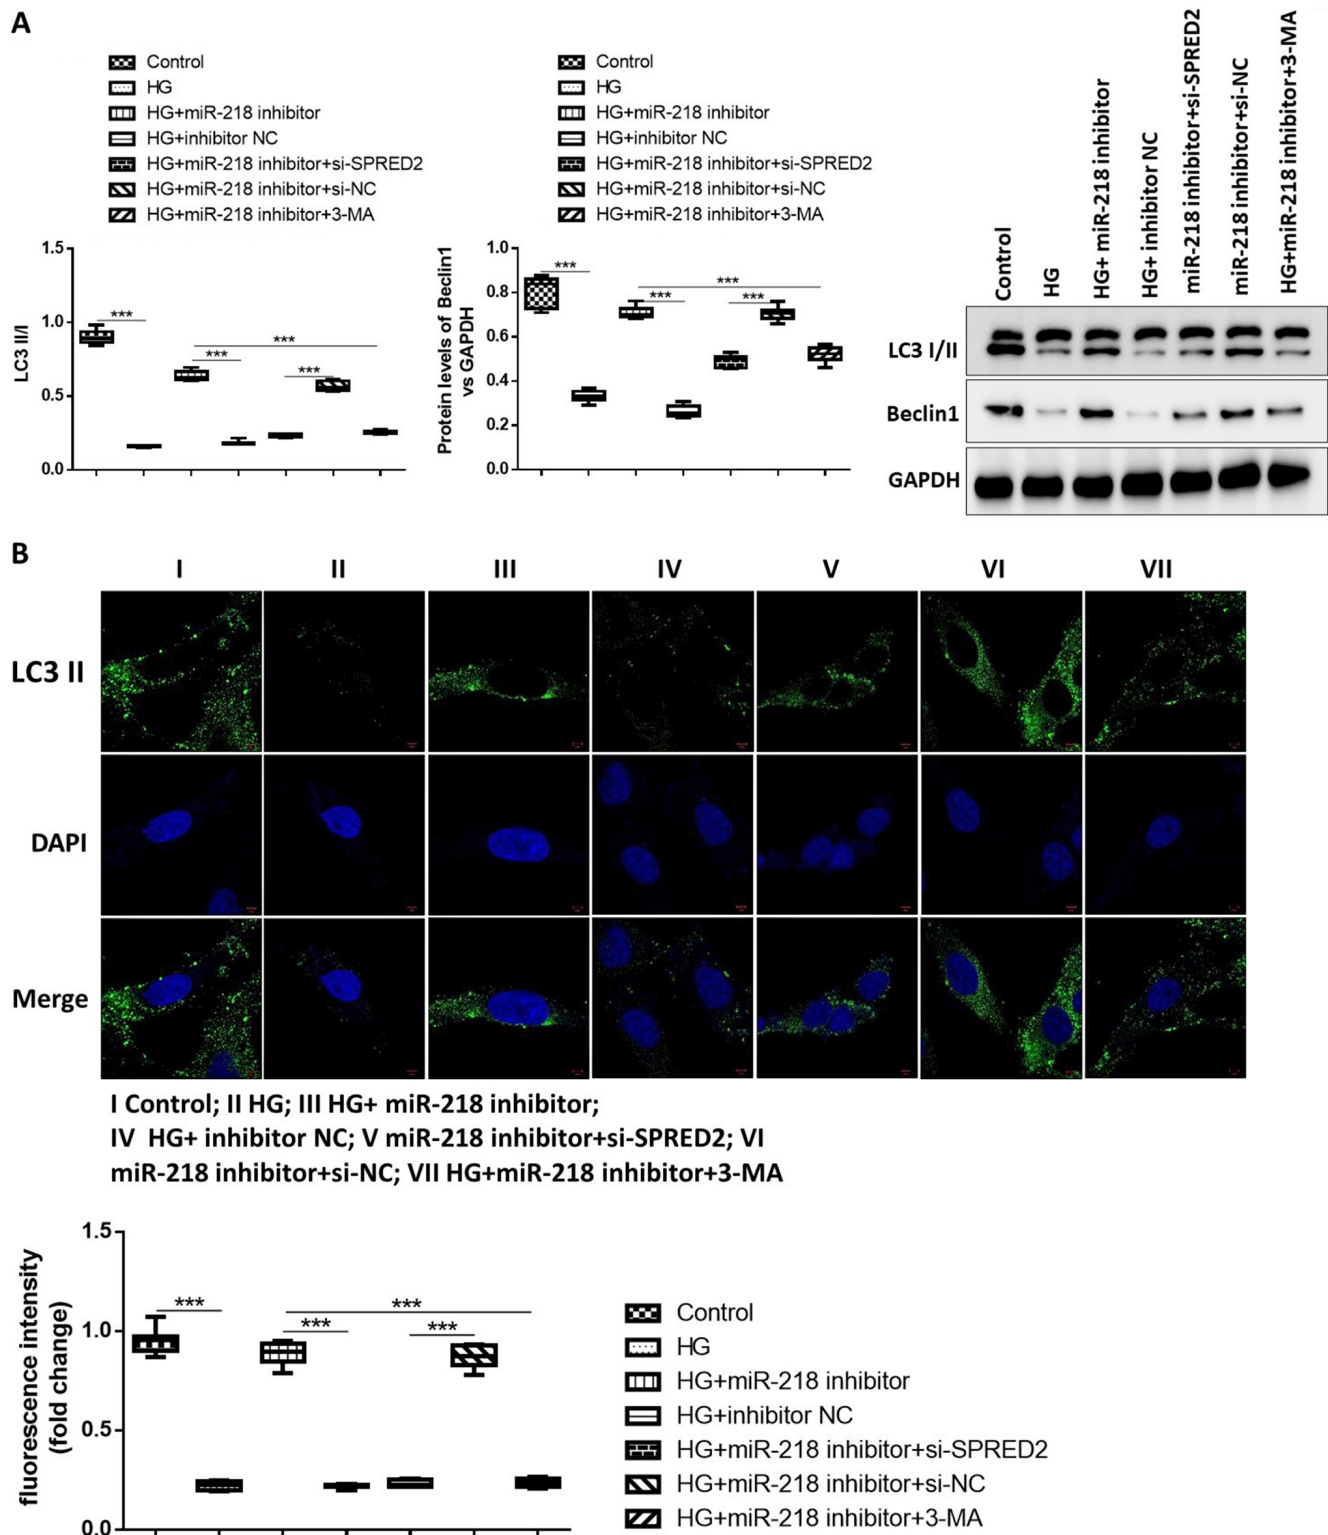 A
Control
HG
HG+miR-218 inhibitor
HG+inhibitor NC
HG+miR-218 inhibitor+si-SPRED2
HG+miR-218 inhibitor+si-NC
HG+miR-218 inhibitor+3-MA
LC3 II/I
1.5
1.0
0.5
0.0
***
***
***
***
Control
HG
HG+miR-218 inhibitor
HG+inhibitor NC
HG+miR-218 inhibitor+si-SPRED2
HG+miR-218 inhibitor+si-NC
HG+miR-218 inhibitor+3-MA
Protein levels of Beclin1
vs GAPDH
1.0
0.8
0.6
0.4
0.2
0.0
***
***
***
***
Control
HG
HG+ miR-218 inhibitor
HG+ inhibitor NC
miR-218 inhibitor+si-SPRED2
miR-218 inhibitor+si-NC
HG+miR-218 inhibitor+3-MA
LC3 I/II
Beclin1
GAPDH
B
I II III IV V VI VII
LC3 II
DAPI
Merge
I Control; II HG; III HG+ miR-218 inhibitor;
IV HG+ inhibitor NC; V miR-218 inhibitor+si-SPRED2; VI
miR-218 inhibitor+si-NC; VII HG+miR-218 inhibitor+3-MA
fluorescence intensity
(fold change)
1.5
1.0
0.5
0.0
***
***
***
***
Control
HG
HG+miR-218 inhibitor
HG+inhibitor NC
HG+miR-218 inhibitor+si-SPRED2
HG+miR-218 inhibitor+si-NC
HG+miR-218 inhibitor+3-MA